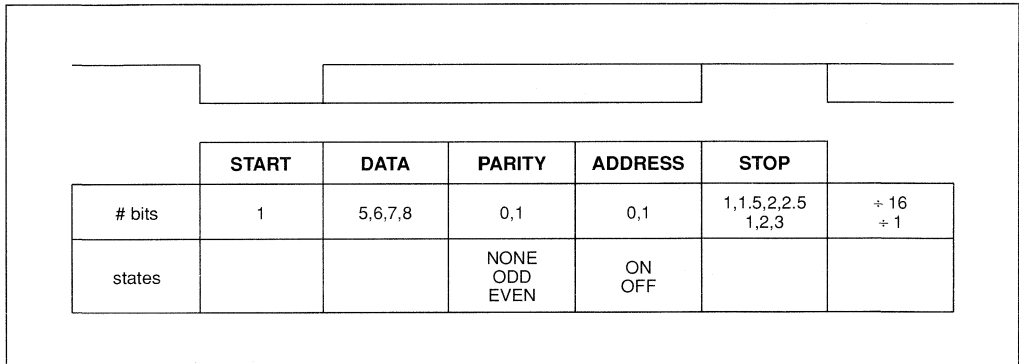 START DATA PARITY ADDRESS STOP
# bits 1 5,6,7,8 0,1 0,1 1,1.5,2,2.5 ÷ 16
1,2,3 ÷ 1
states NONE ON
ODD OFF
EVEN